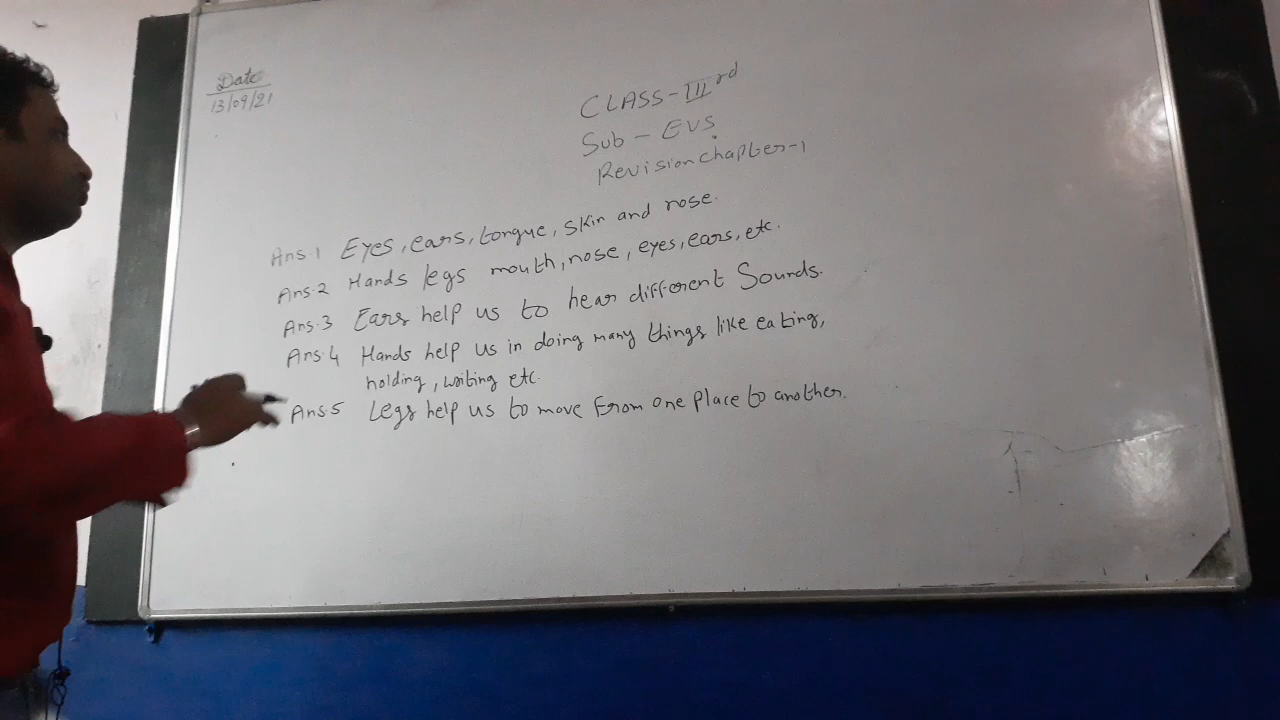 Date
13/09/21
CLASS-IIIrd
Sub - EVS
Revision chapter-1
Ans.1 Eyes, ears, tongue, skin and nose.
Ans.2 Hands legs mouth, nose, eyes, ears, etc.
Ans.3 Ears help us to hear different Sounds.
Ans.4 Hands help us in doing many things like eating,
holding, writing etc.
Ans.5 Legs help us to move from one place to another.